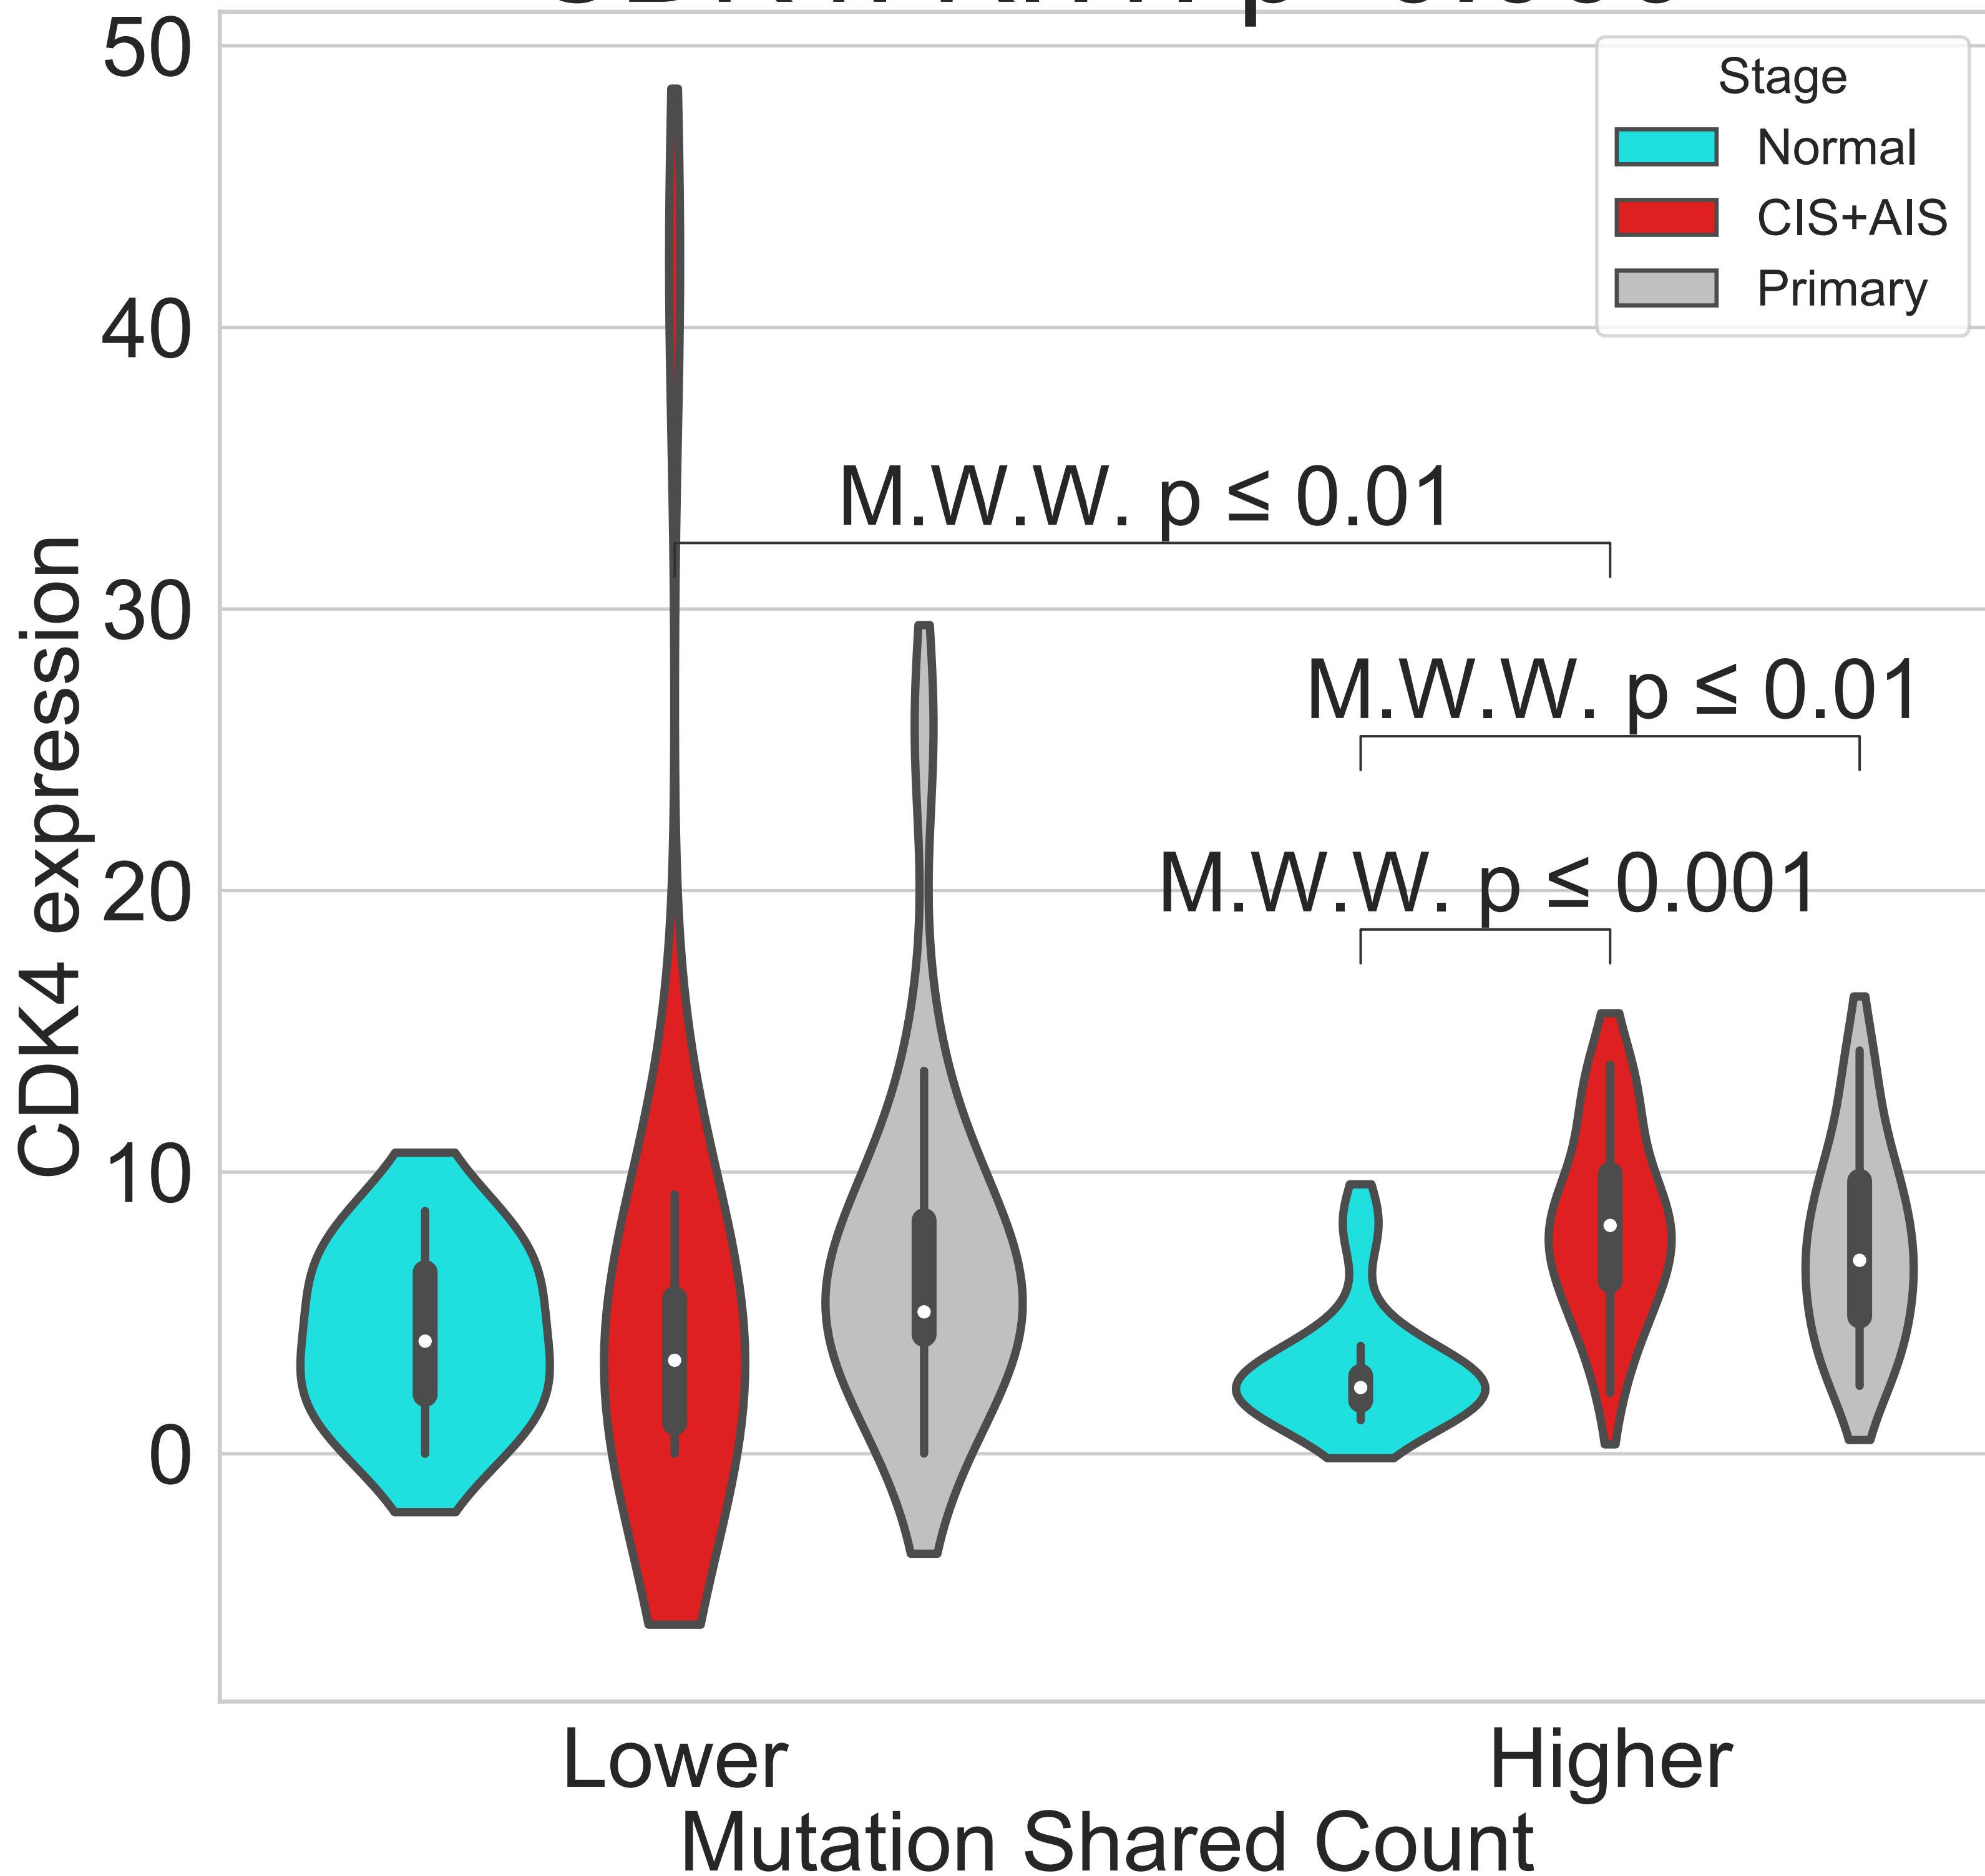 50
Stage
Normal
CIS+AIS
Primary
40
M.W.W. p ≤ 0.01
30
M.W.W. p ≤ 0.01
20
M.W.W. p ≤ 0.001
10
0
CDK4 expression
Lower
Higher
Mutation Shared Count